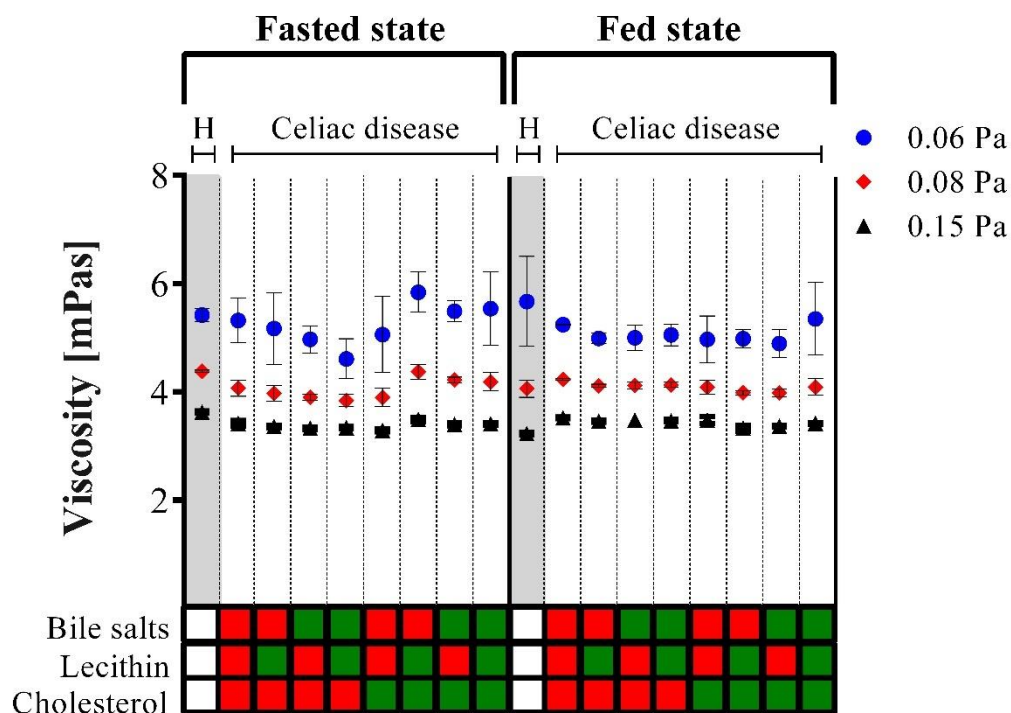 Fasted state Fed state
H Celiac disease H Celiac disease
0.06 Pa
0.08 Pa
0.15 Pa
8
6
4
2
Viscosity [mPas]
Bile salts
Lecithin
Cholesterol